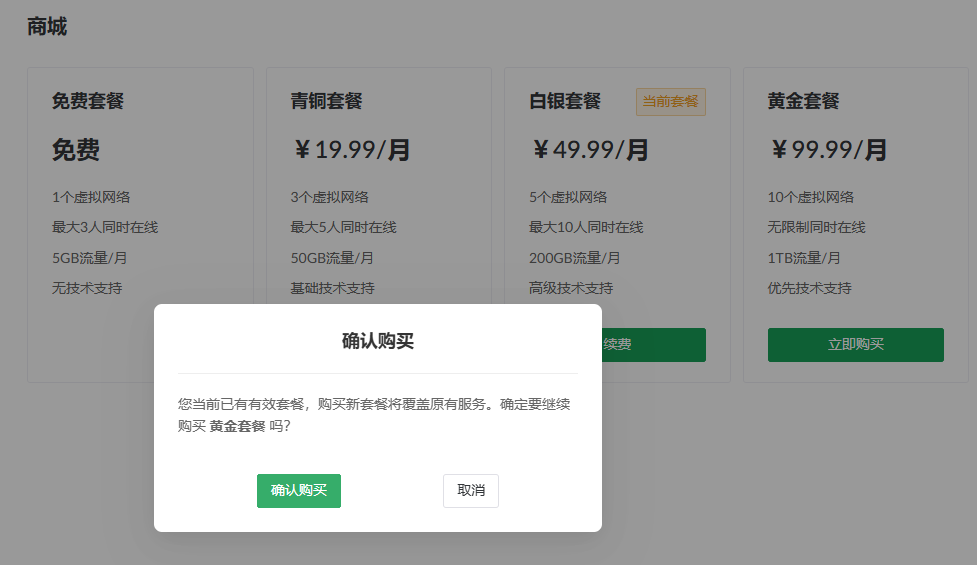 商城
免费套餐
免费
1个虚拟网络
最大3人同时在线
5GB流量/月
无技术支持
青铜套餐
￥19.99/月
3个虚拟网络
最大5人同时在线
50GB流量/月
基础技术支持
白银套餐
当前套餐
￥49.99/月
5个虚拟网络
最大10人同时在线
200GB流量/月
高级技术支持
续费
黄金套餐
￥99.99/月
10个虚拟网络
无限制同时在线
1TB流量/月
优先技术支持
立即购买
确认购买
您当前已有有效套餐，购买新套餐将覆盖原有服务。确定要继续
购买 黄金套餐 吗？
确认购买
取消